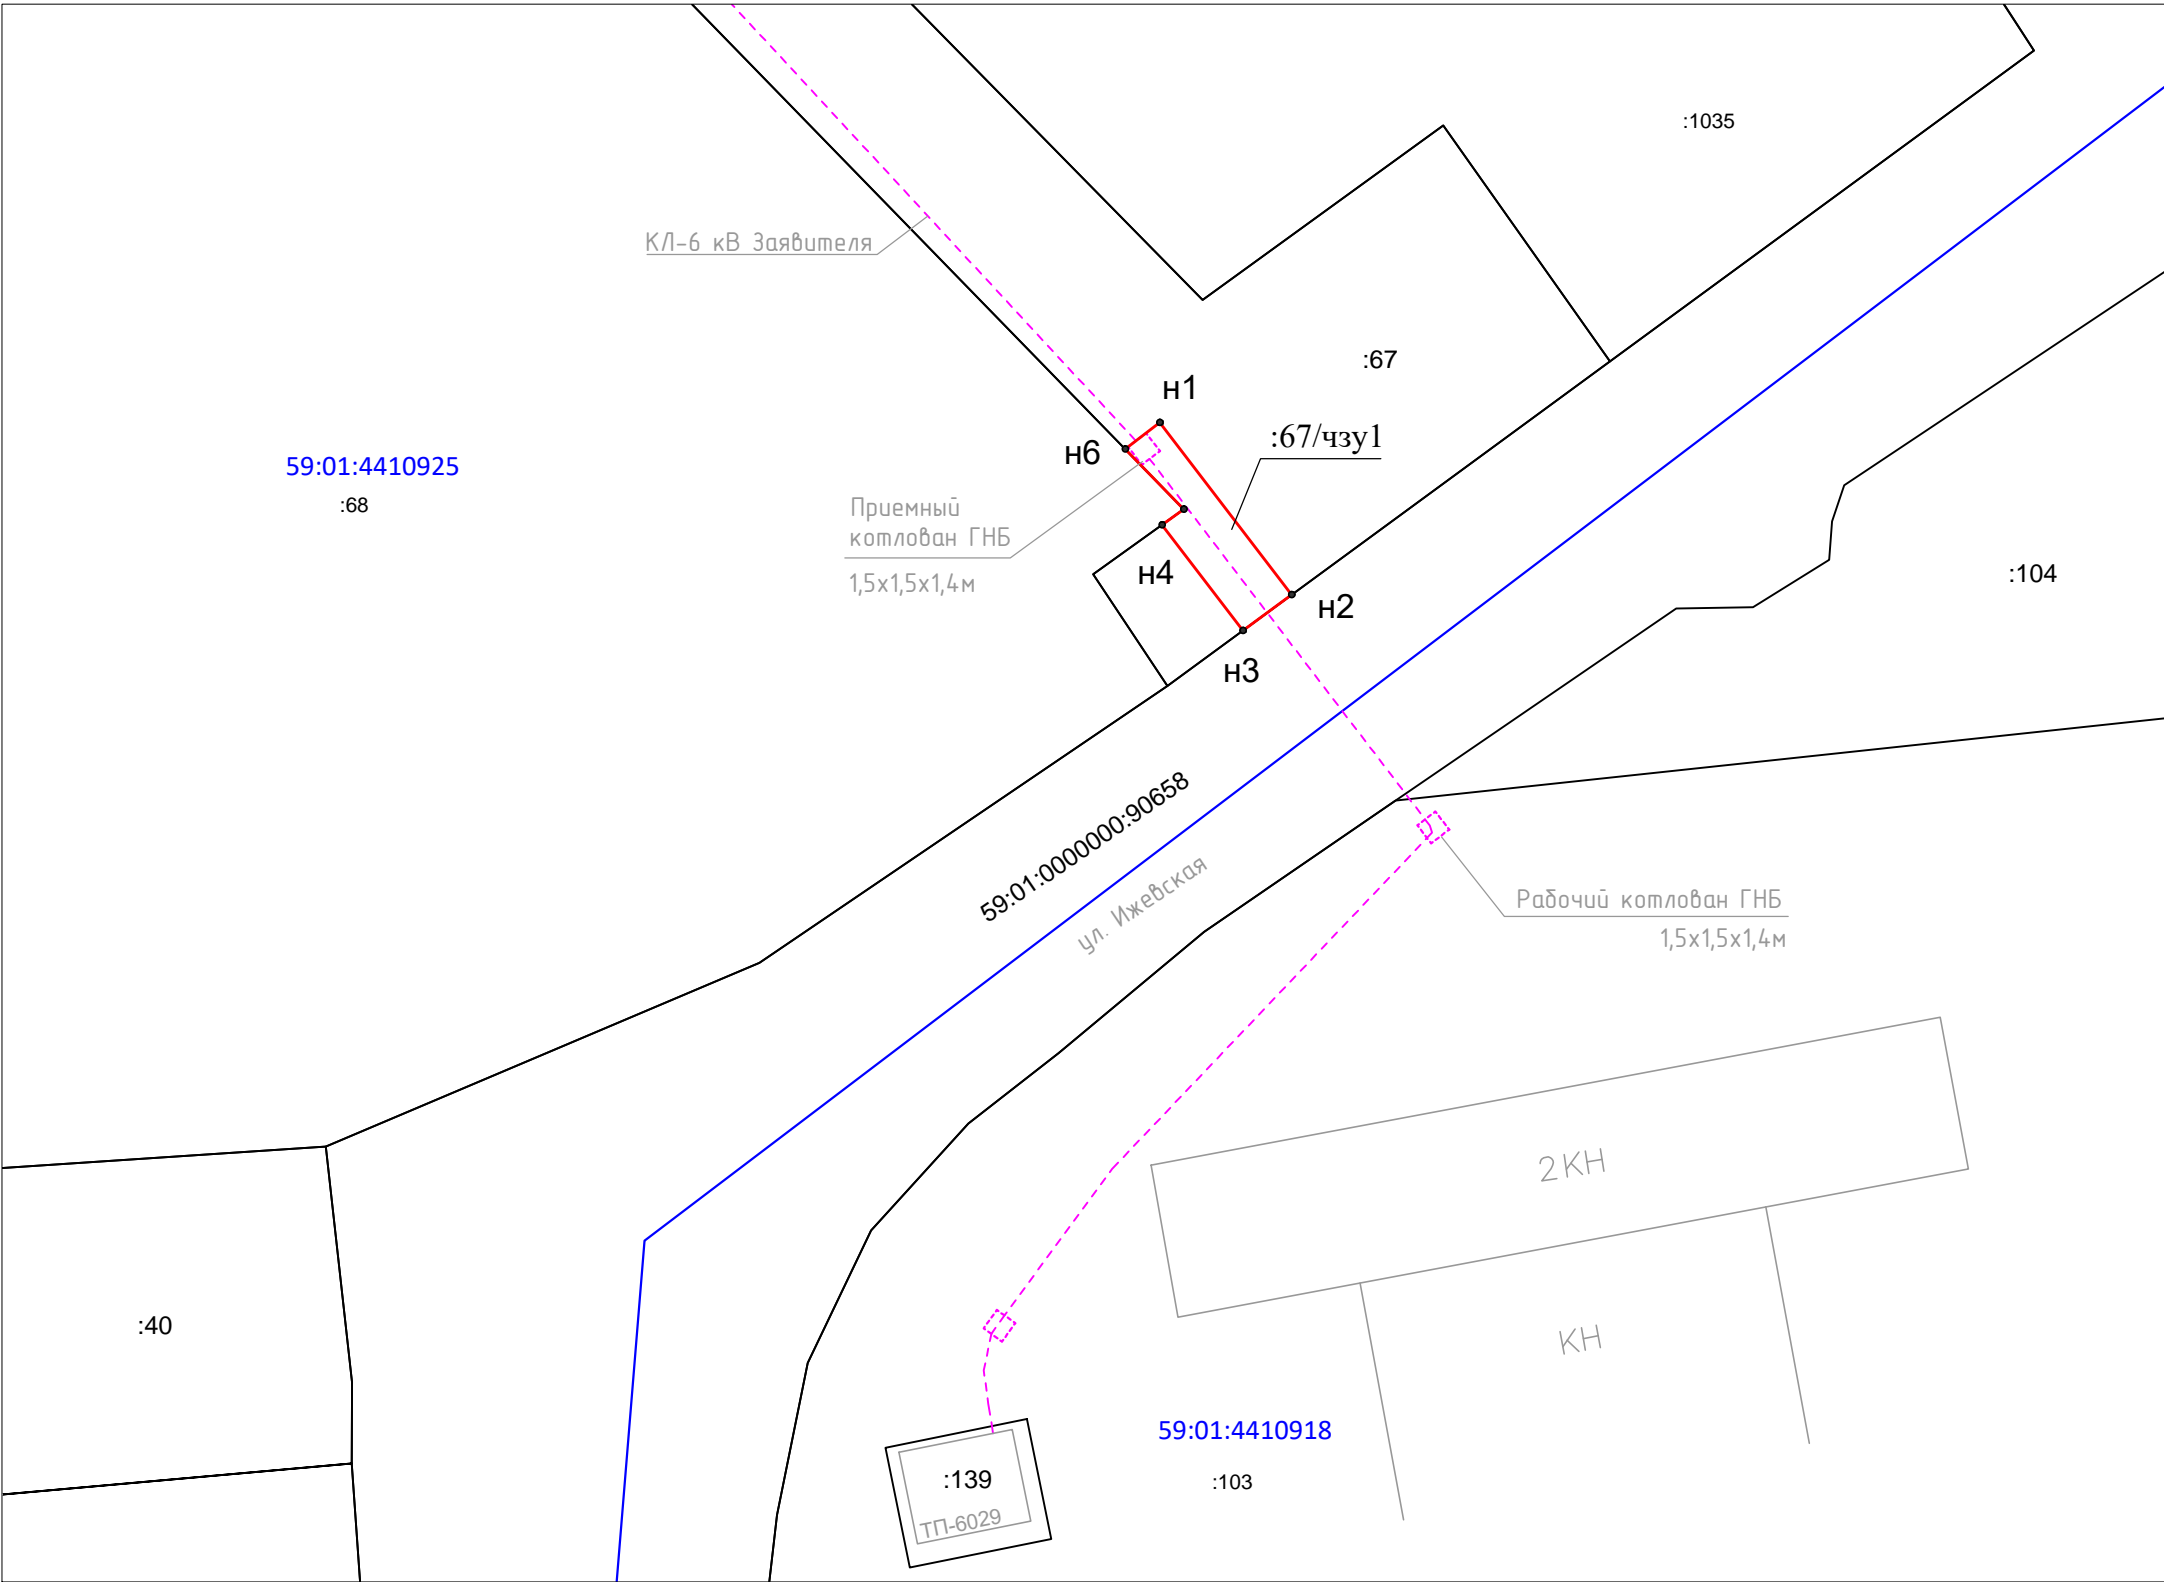 :1035
КЛ-6 кВ Заявителя
:67
н1
:67/чзу1
н6
59:01:4410925
:68
Приемный
котлован ГНБ
1,5х1,5х1,4м
н4
:104
н2
н3
59:01:0000000:90658
ул. Ижевская
Рабочий котлован ГНБ
1,5х1,5х1,4м
2КН
:40
КН
59:01:4410918
:139
:103
ТП-6029